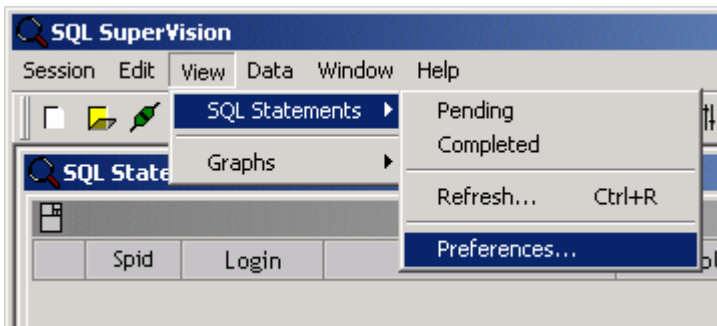 SQL SuperVision
Session Edit View Data Window Help
SQL Statements Pending
Completed
Graphs
SQL State
Refresh... Ctrl+R
Preferences...
Spid Login